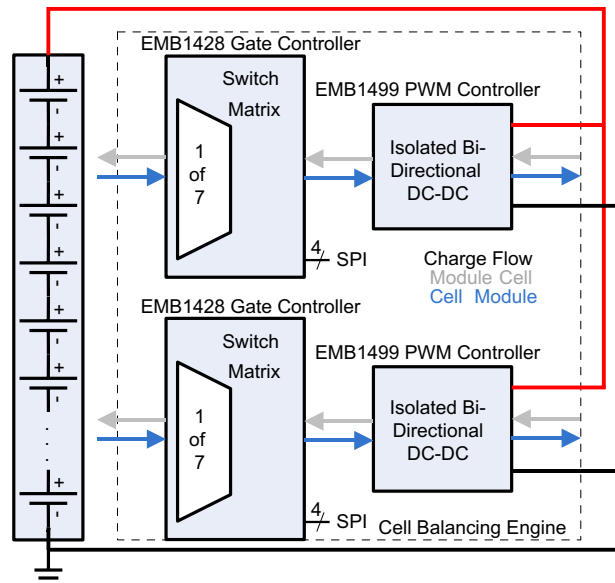 EMB1428 Gate Controller
Switch
Matrix
EMB1499 PWM Controller
1
of
7
Isolated Bi-
Directional
DC-DC
4
SPI
Charge Flow
Module Cell
Cell Module
EMB1428 Gate Controller
Switch
Matrix
EMB1499 PWM Controller
1
of
7
Isolated Bi-
Directional
DC-DC
4
SPI
Cell Balancing Engine
+
-
+
-
+
-
+
-
+
-
+
-
+
-